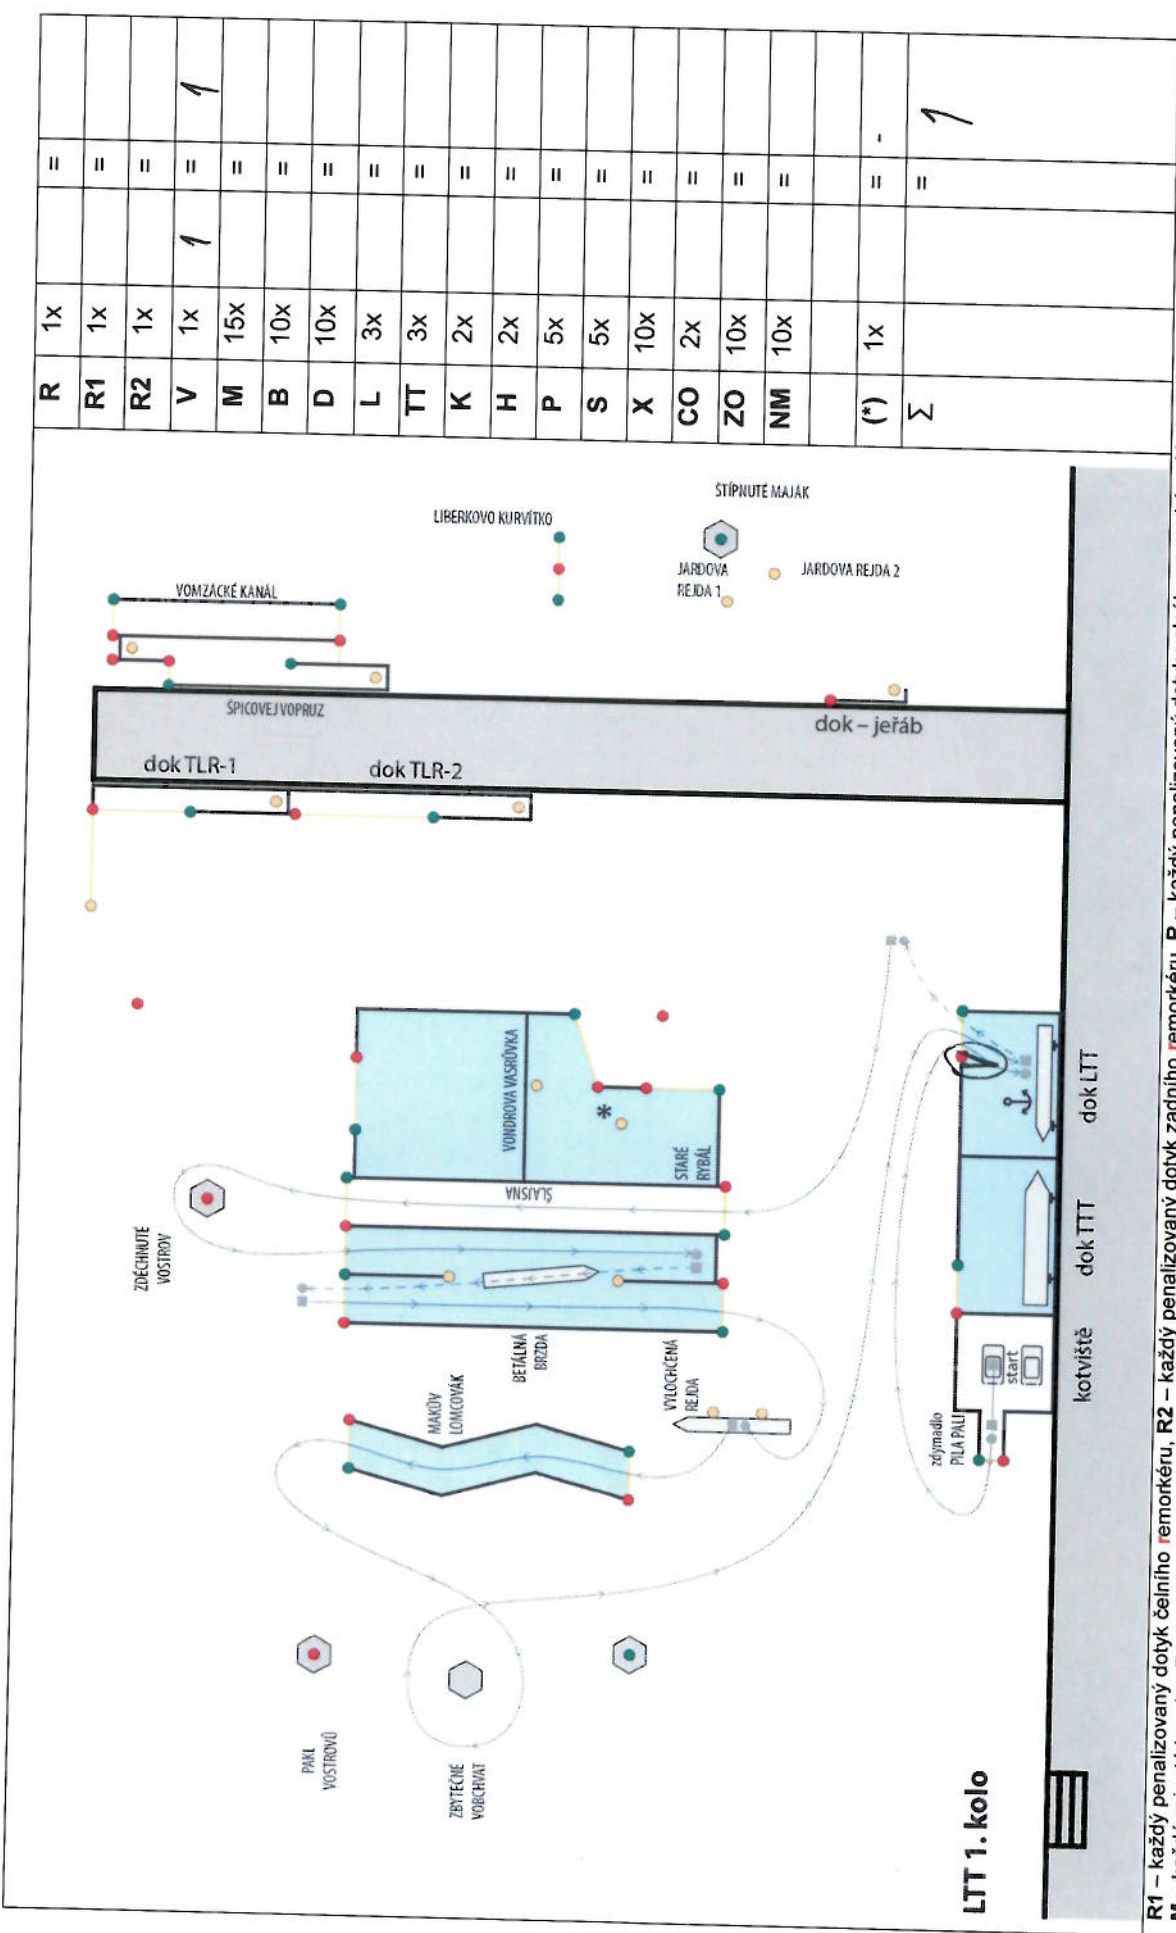 R 1x =
R1 1x =
R2 1x =
V 1x 1 = 1
M 15x =
B 10x =
D 10x =
L 3x =
TT 3x =
K 2x =
H 2x =
P 5x =
S 5x =
X 10x =
CO 2x =
ZO 10x =
NM 10x =
(*) 1x = -
Σ = 1
LIBERKOVO KURVÍTKO
ŠTÍPNUTÉ MAJÁK
JARDOVA
REJDA 1
JARDOVA REJDA 2
VOMZÁCKÉ KANÁL
ŠPICOVEJ VOPRUZ
dok – jeřáb
dok TLR-1
dok TLR-2
VONDROVA VASRŮVKA
*
STARÉ
RYBÁL
ŠLAJSNA
ZDĚCHNUTÉ
VOSTROV
BETÁLNÁ
BRZDA
MAKŮV
LOMCOVÁK
VYLOCHČENÁ
REJDA
zdymadlo
PILA PALI
start
V
dok LTT
dok TTT
kotviště
PAKL
VOSTROVŮ
ZBYTEČNÉ
VOBCHVAT
LTT 1. kolo
R1 – každý penalizovaný dotyk čelního remorkéru, R2 – každý penalizovaný dotyk zadního remorkéru,